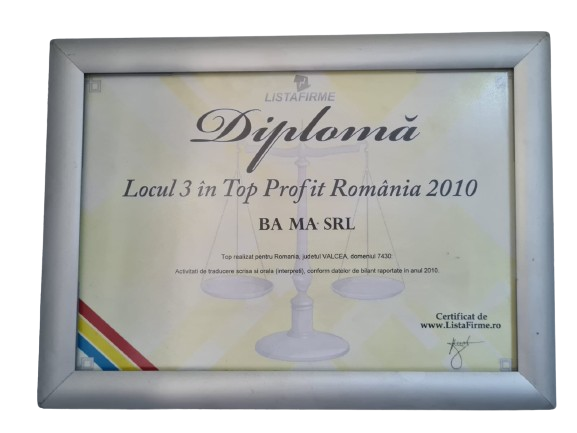 LISTAFIRME
Diplomă
Locul 3 în Top Profit România 2010
BA MA SRL
Top realizat pentru Romania, judetul VALCEA, domeniul 7430
Activitati de traducere scrisa si orala (interpreti), conform datelor de bilant raportate in anul 2010.
Certificat de
www.ListaFirme.ro